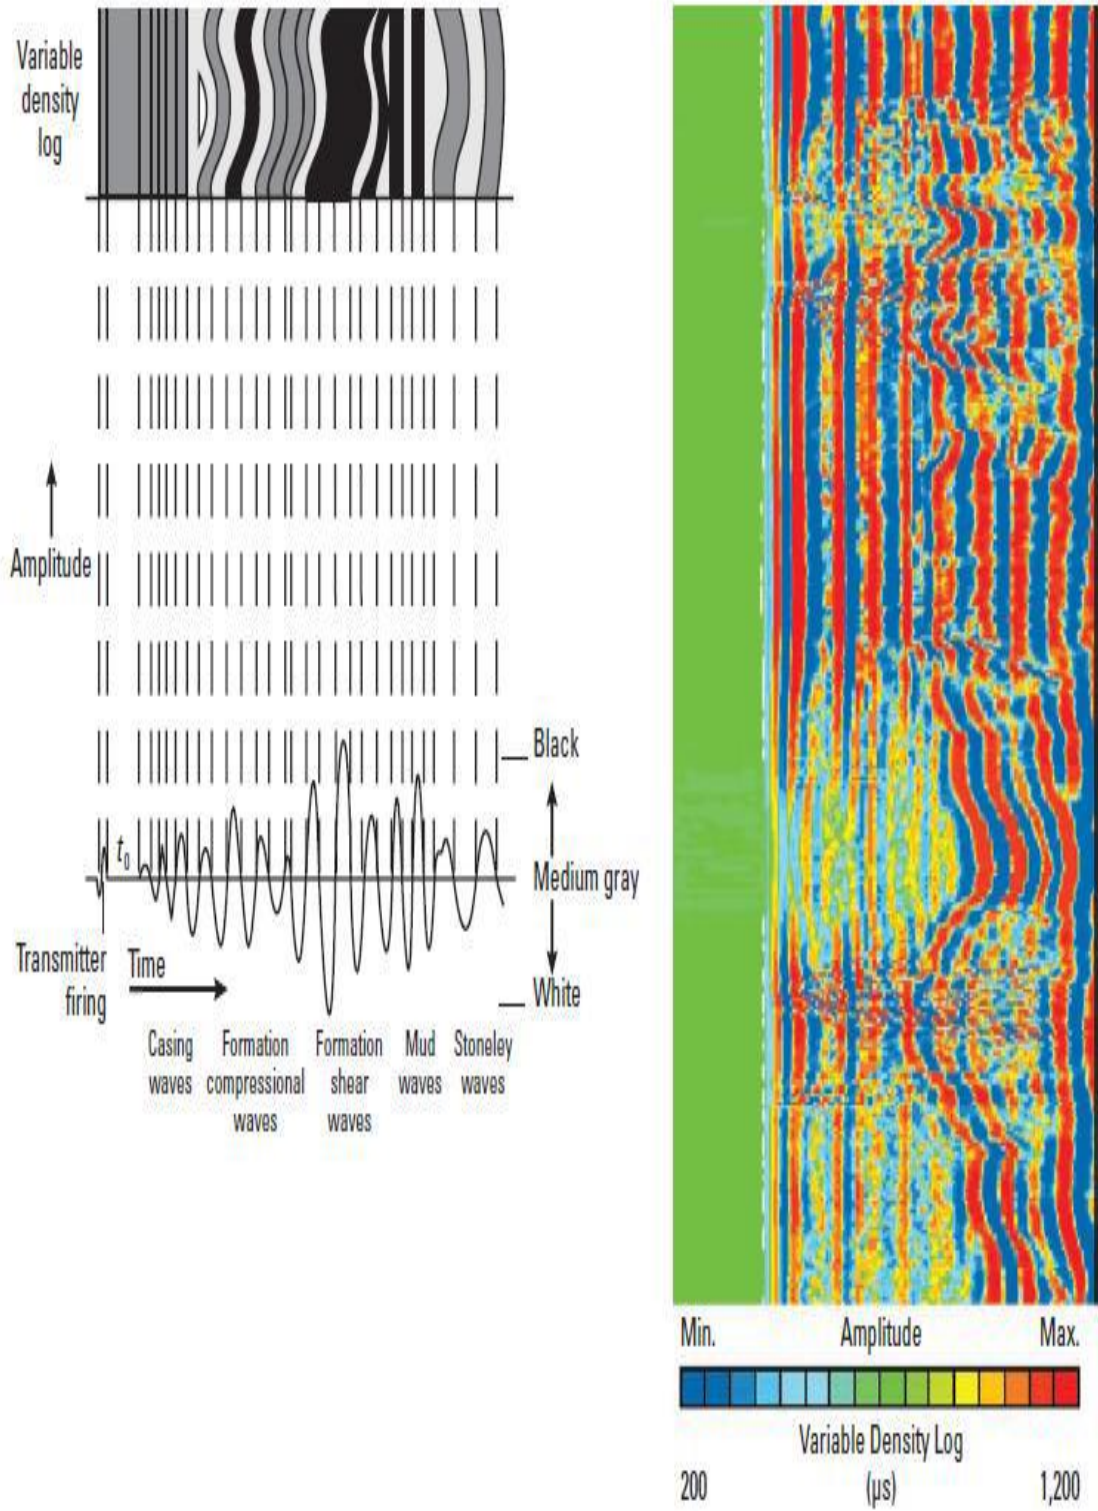 Variable
density
log
Amplitude
Black
t0
Medium gray
Transmitter
firing
Time
White
Casing
waves
Formation
compressional
waves
Formation
shear
waves
Mud
waves
Stoneley
waves
Min. Amplitude Max.
Variable Density Log
200 (µs) 1,200